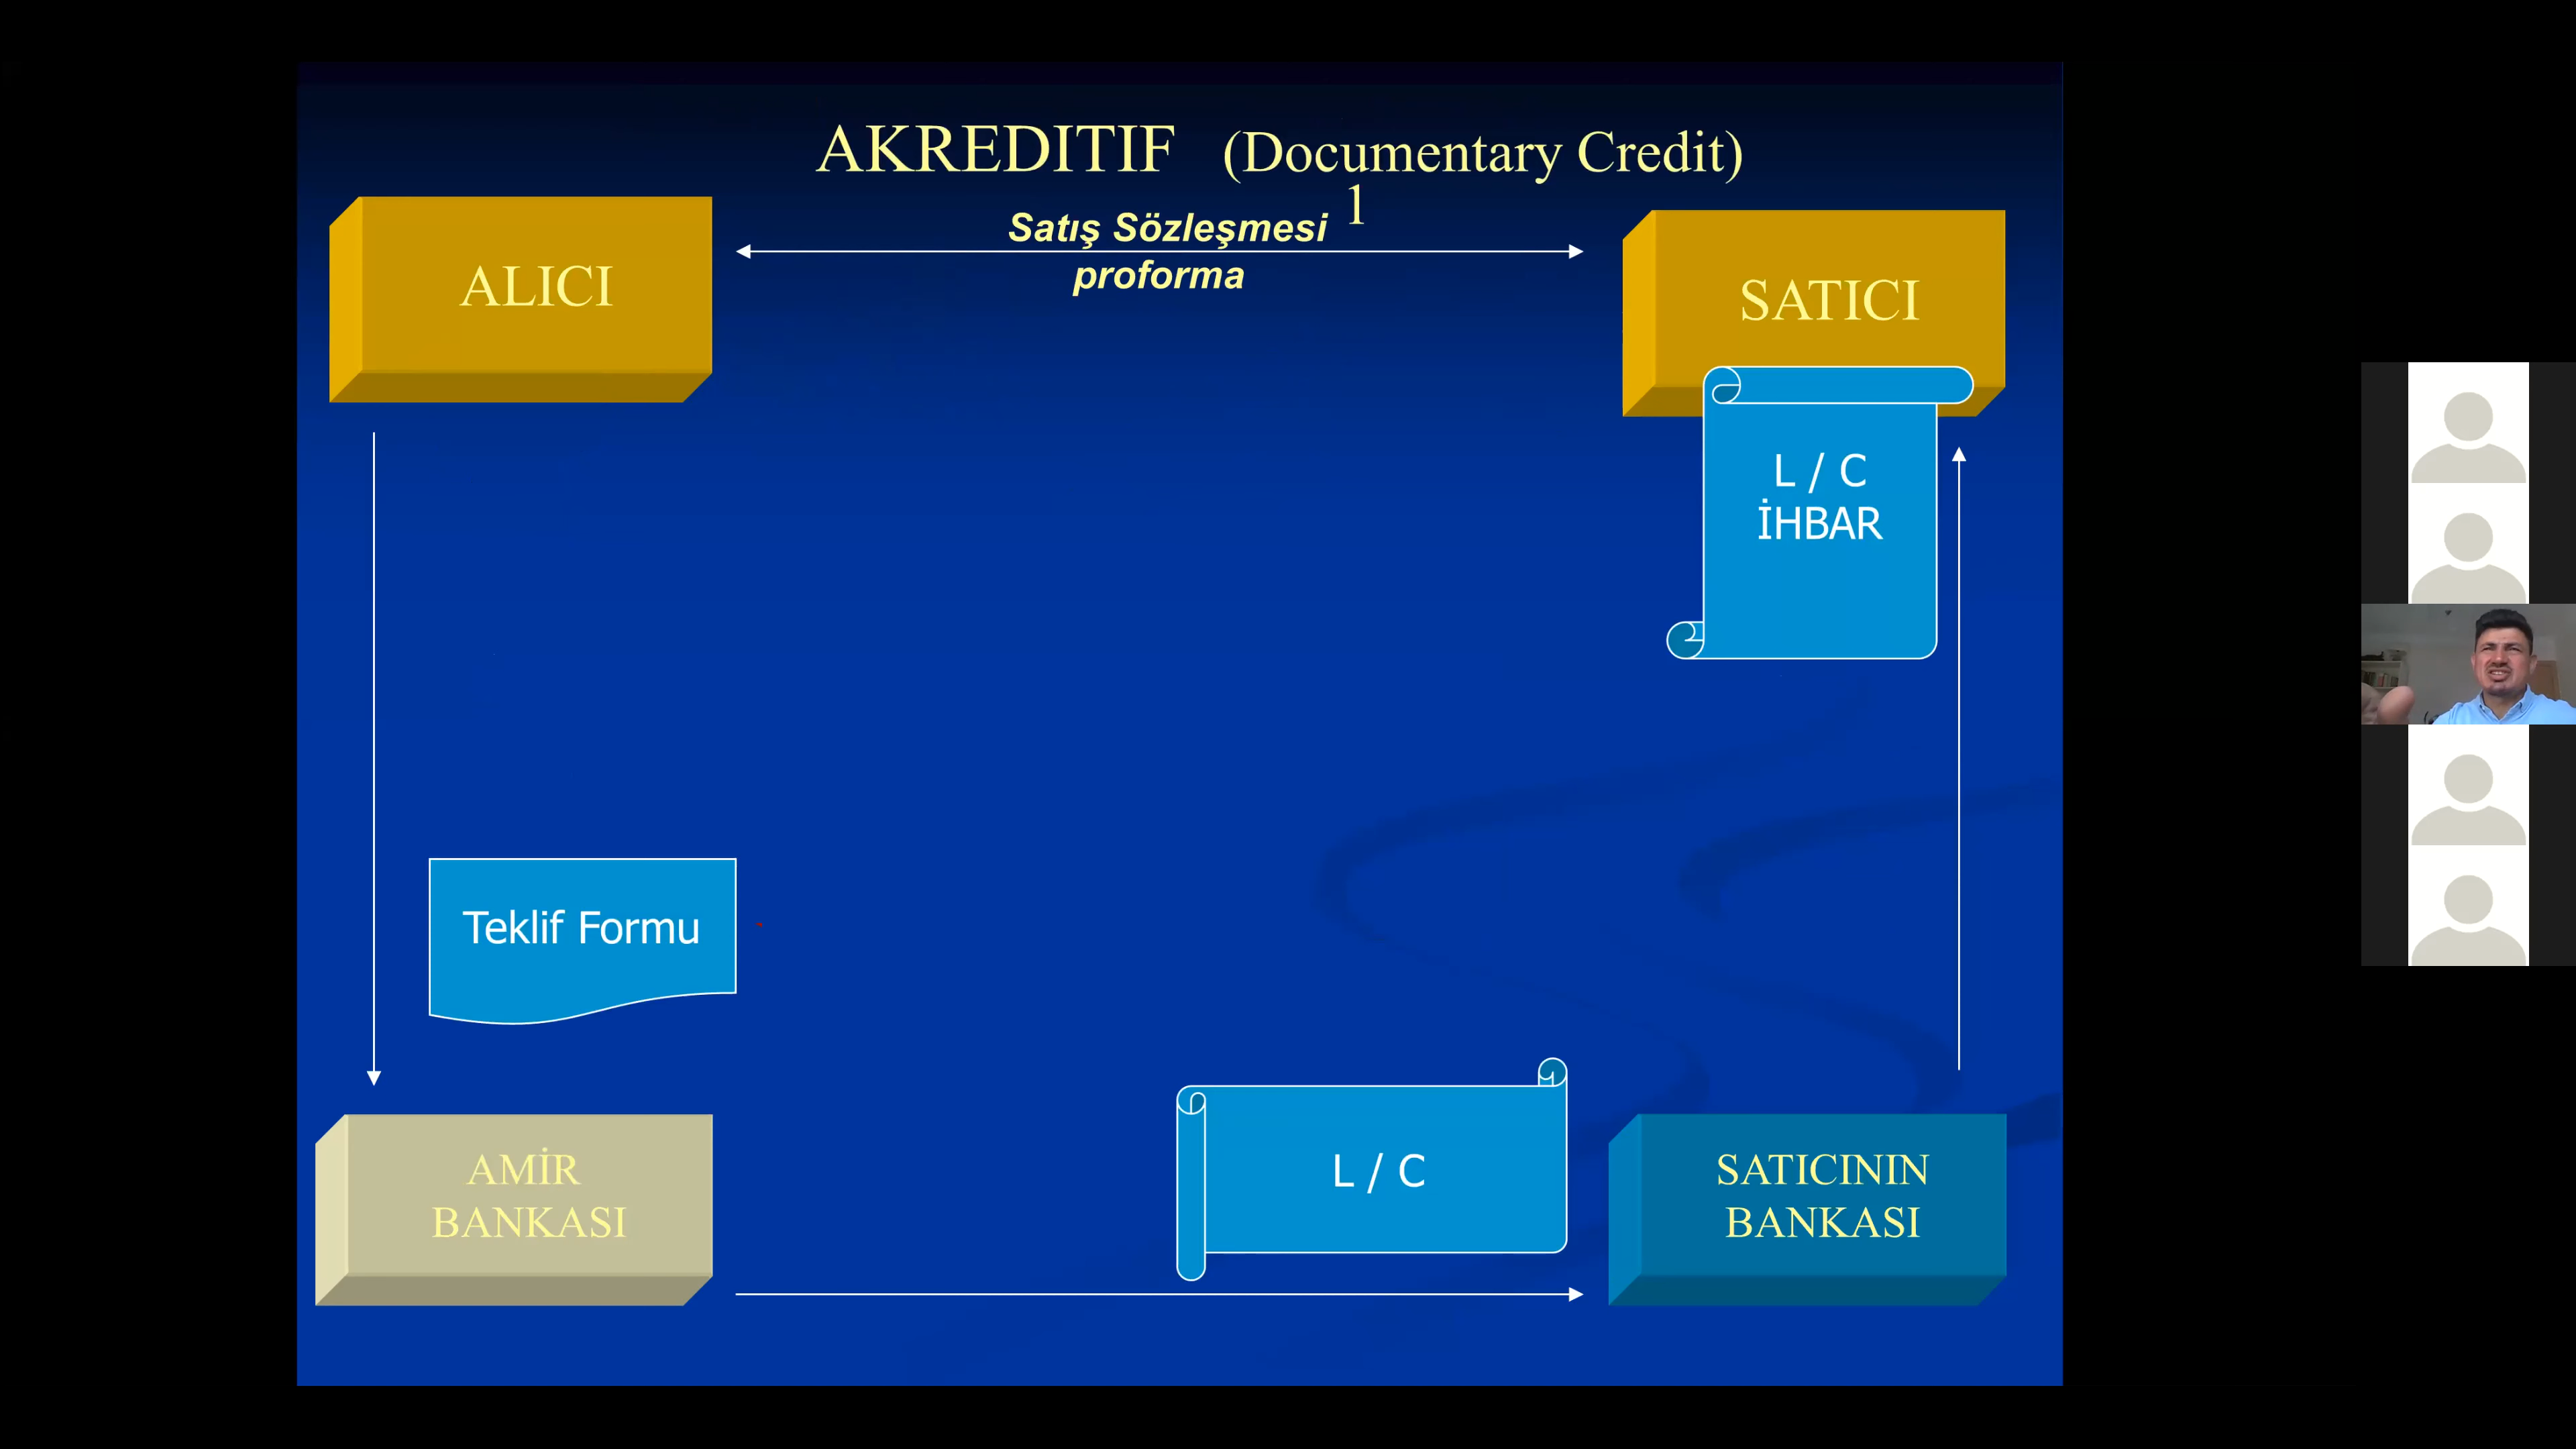 AKREDITIF (Documentary Credit)
1
Satış Sözleşmesi
proforma
ALICI
SATICI
L / C
İHBAR
Teklif Formu
L / C
AMİR
BANKASI
SATICININ
BANKASI